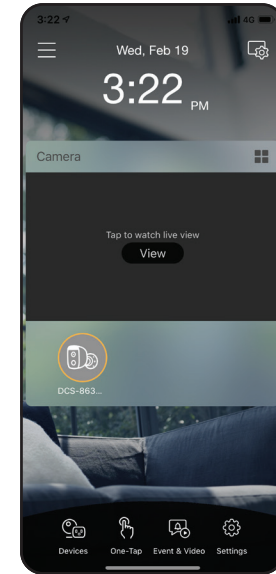 3:22
4G
Wed, Feb 19
3:22 PM
Camera
Tap to watch live view
View
DCS-863...
Devices One-Tap Event & Video Settings